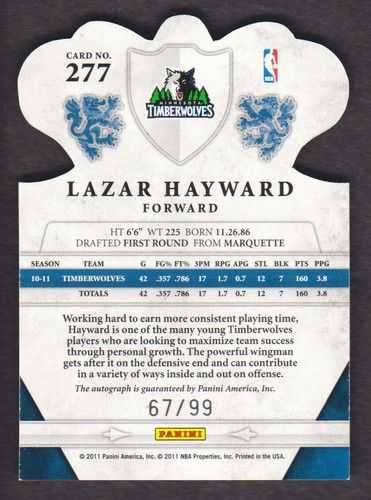 CARD NO.
277
NBA
MINNESOTA
TIMBERWOLVES
LAZAR HAYWARD
FORWARD
HT 6'6" WT 225 BORN 11.26.86
DRAFTED FIRST ROUND FROM MARQUETTE
SEASON TEAM G FG% FT% 3PM RPG APG STL BLK PTS PPG
10-11 TIMBERWOLVES 42 .357 .786 17 1.7 0.7 12 7 160 3.8
TOTALS 42 .357 .786 17 1.7 0.7 12 7 160 3.8
Working hard to earn more consistent playing time,
Hayward is one of the many young Timberwolves
players who are looking to maximize team success
through personal growth. The powerful wingman
gets after it on the defensive end and can contribute
in a variety of ways inside and out on offense.
The autograph is guaranteed by Panini America, Inc.
67/99
PANINI
© 2011 Panini America, Inc. © 2011 NBA Properties, Inc. Printed in the USA.